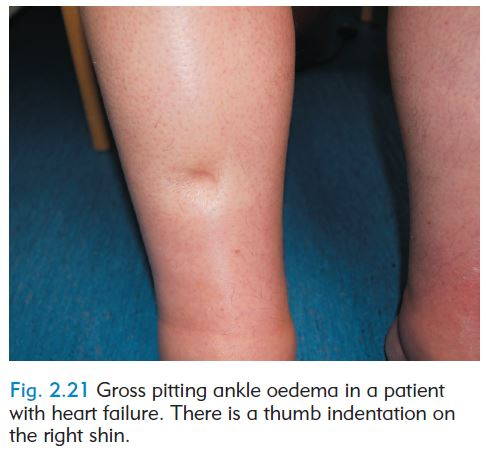 Fig. 2.21 Gross pitting ankle oedema in a patient
with heart failure. There is a thumb indentation on
the right shin.